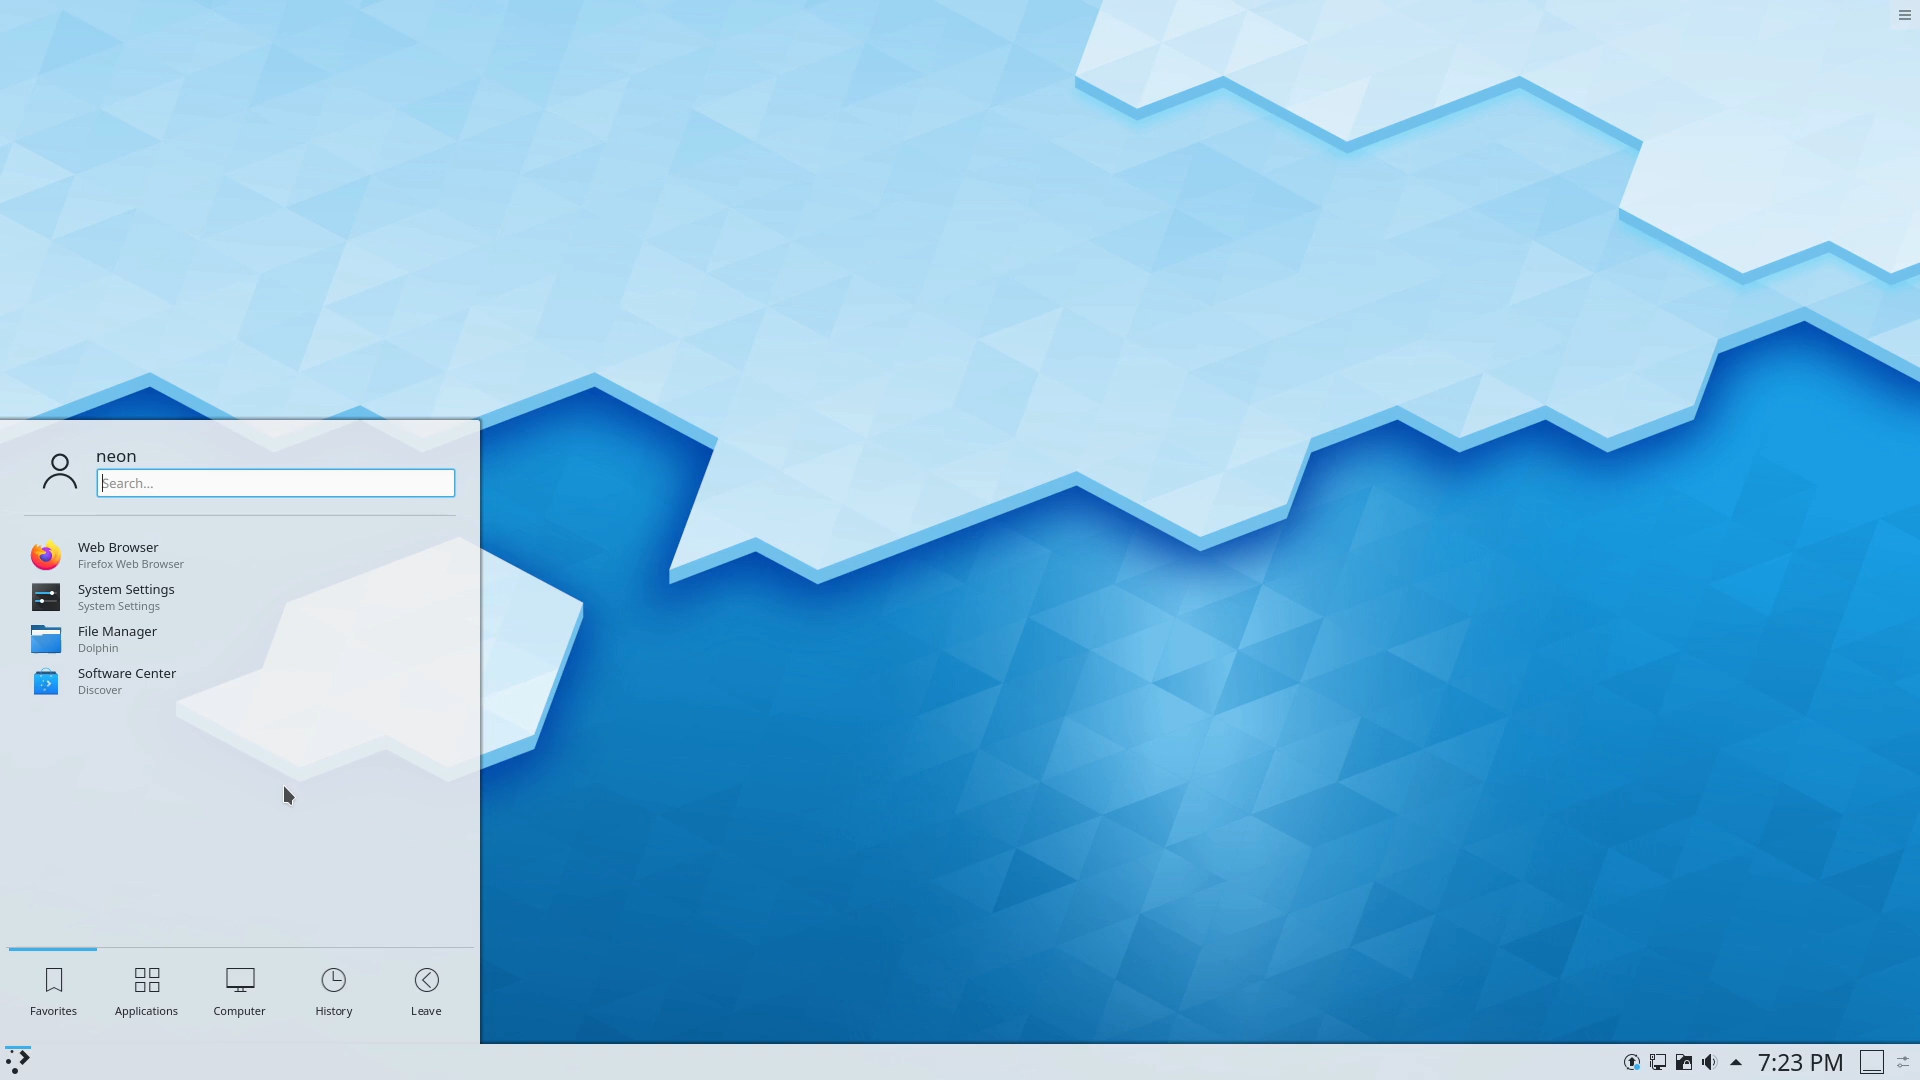 neon
Search...
Web Browser
Firefox Web Browser
System Settings
System Settings
File Manager
Dolphin
Software Center
Discover
Favorites
Applications
Computer
History
Leave
7:23 PM